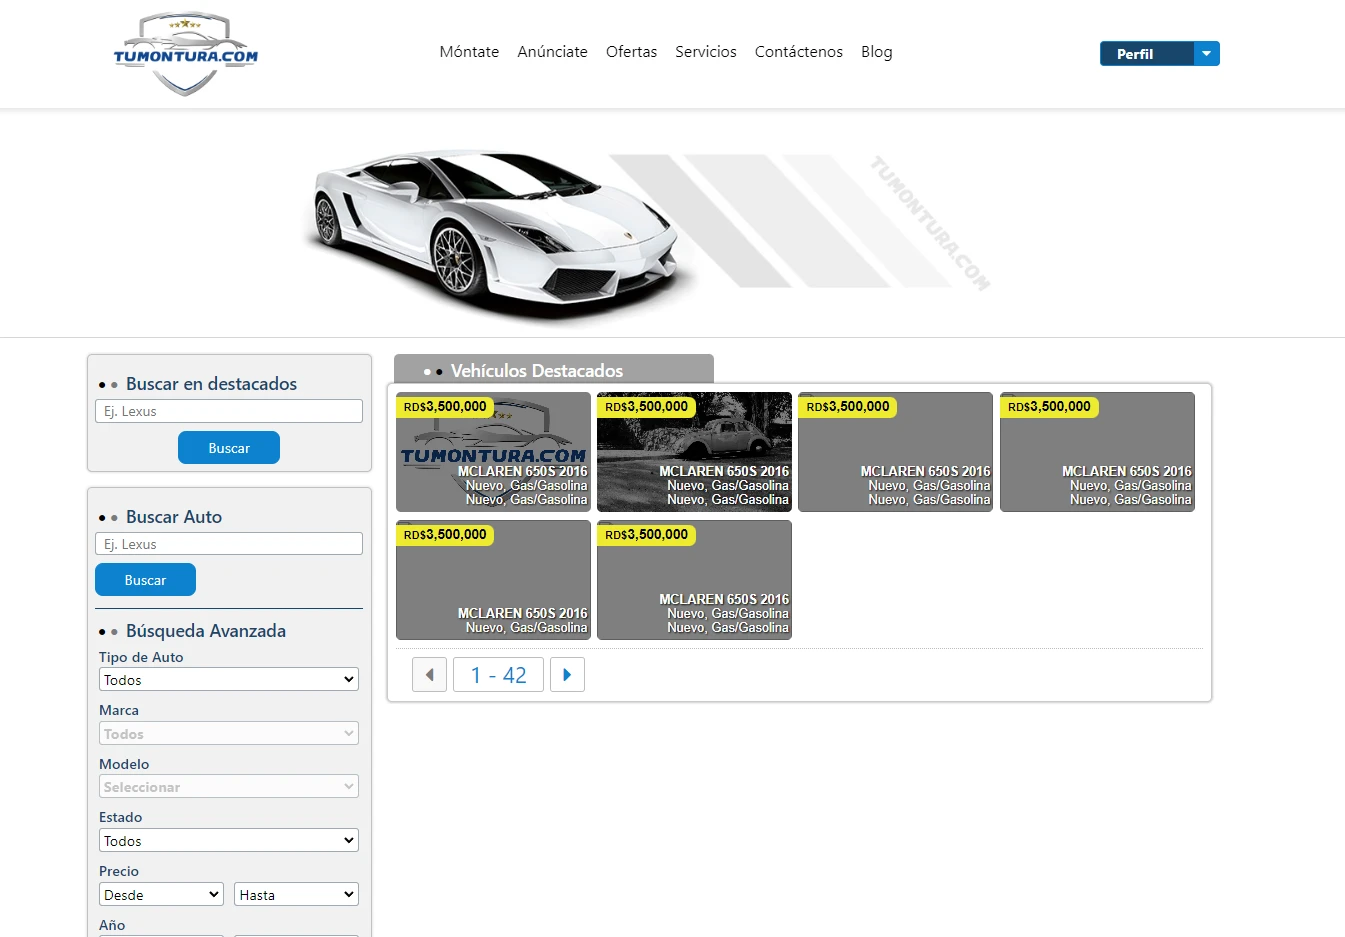 TUMONTURA.COM
Móntate Anúnciate Ofertas Servicios Contáctenos Blog
Perfil
TUMONTURA.COM
Buscar en destacados
Ej. Lexus
Buscar
Buscar Auto
Ej. Lexus
Buscar
Búsqueda Avanzada
Tipo de Auto
Todos
Marca
Todos
Modelo
Seleccionar
Estado
Todos
Precio
Desde Hasta
Año
Vehículos Destacados
RD$3,500,000
TUMONTURA.COM
MCLAREN 650S 2016
Nuevo, Gas/Gasolina
Nuevo, Gas/Gasolina
RD$3,500,000
MCLAREN 650S 2016
Nuevo, Gas/Gasolina
Nuevo, Gas/Gasolina
RD$3,500,000
MCLAREN 650S 2016
Nuevo, Gas/Gasolina
Nuevo, Gas/Gasolina
RD$3,500,000
MCLAREN 650S 2016
Nuevo, Gas/Gasolina
Nuevo, Gas/Gasolina
RD$3,500,000
MCLAREN 650S 2016
Nuevo, Gas/Gasolina
RD$3,500,000
MCLAREN 650S 2016
Nuevo, Gas/Gasolina
Nuevo, Gas/Gasolina
1 - 42